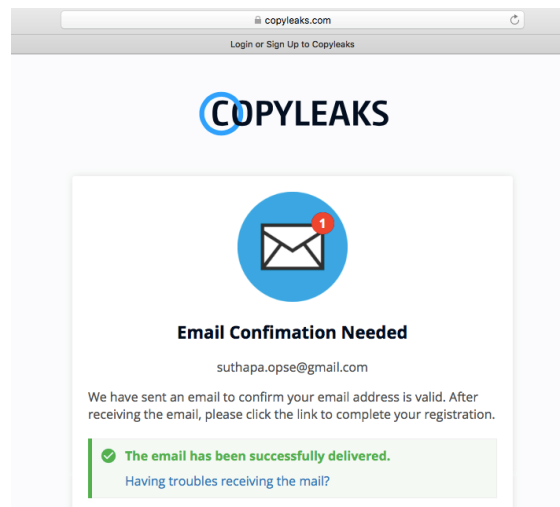 copyleaks.com
Login or Sign Up to Copyleaks
COPYLEAKS
1
Email Confimation Needed
suthapa.opse@gmail.com
We have sent an email to confirm your email address is valid. After
receiving the email, please click the link to complete your registration.
The email has been successfully delivered.
Having troubles receiving the mail?